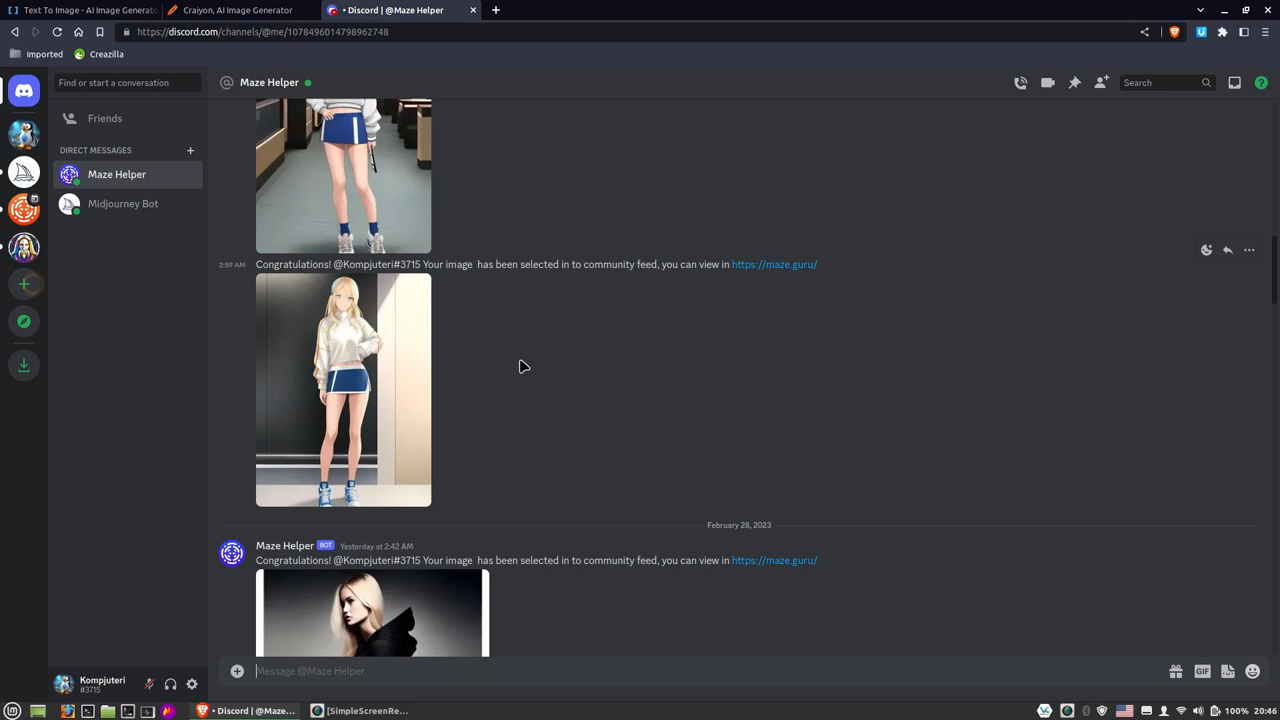 Text To Image - AI Image Generato
Craiyon, AI Image Generator
• Discord | @Maze Helper
https://discord.com/channels/@me/1078496014798962748
Imported
Creazilla
Find or start a conversation
Maze Helper
Search
Friends
DIRECT MESSAGES
Maze Helper
Midjourney Bot
2:59 AM
Congratulations! @Kompjuteri#3715 Your image has been selected in to community feed, you can view in https://maze.guru/
February 28, 2023
Maze Helper BOT Yesterday at 2:42 AM
Congratulations! @Kompjuteri#3715 Your image has been selected in to community feed, you can view in https://maze.guru/
Message @Maze Helper
GIF
Kompjuteri
#3715
• Discord | @Maze...
[SimpleScreenRe...
100%
20:46